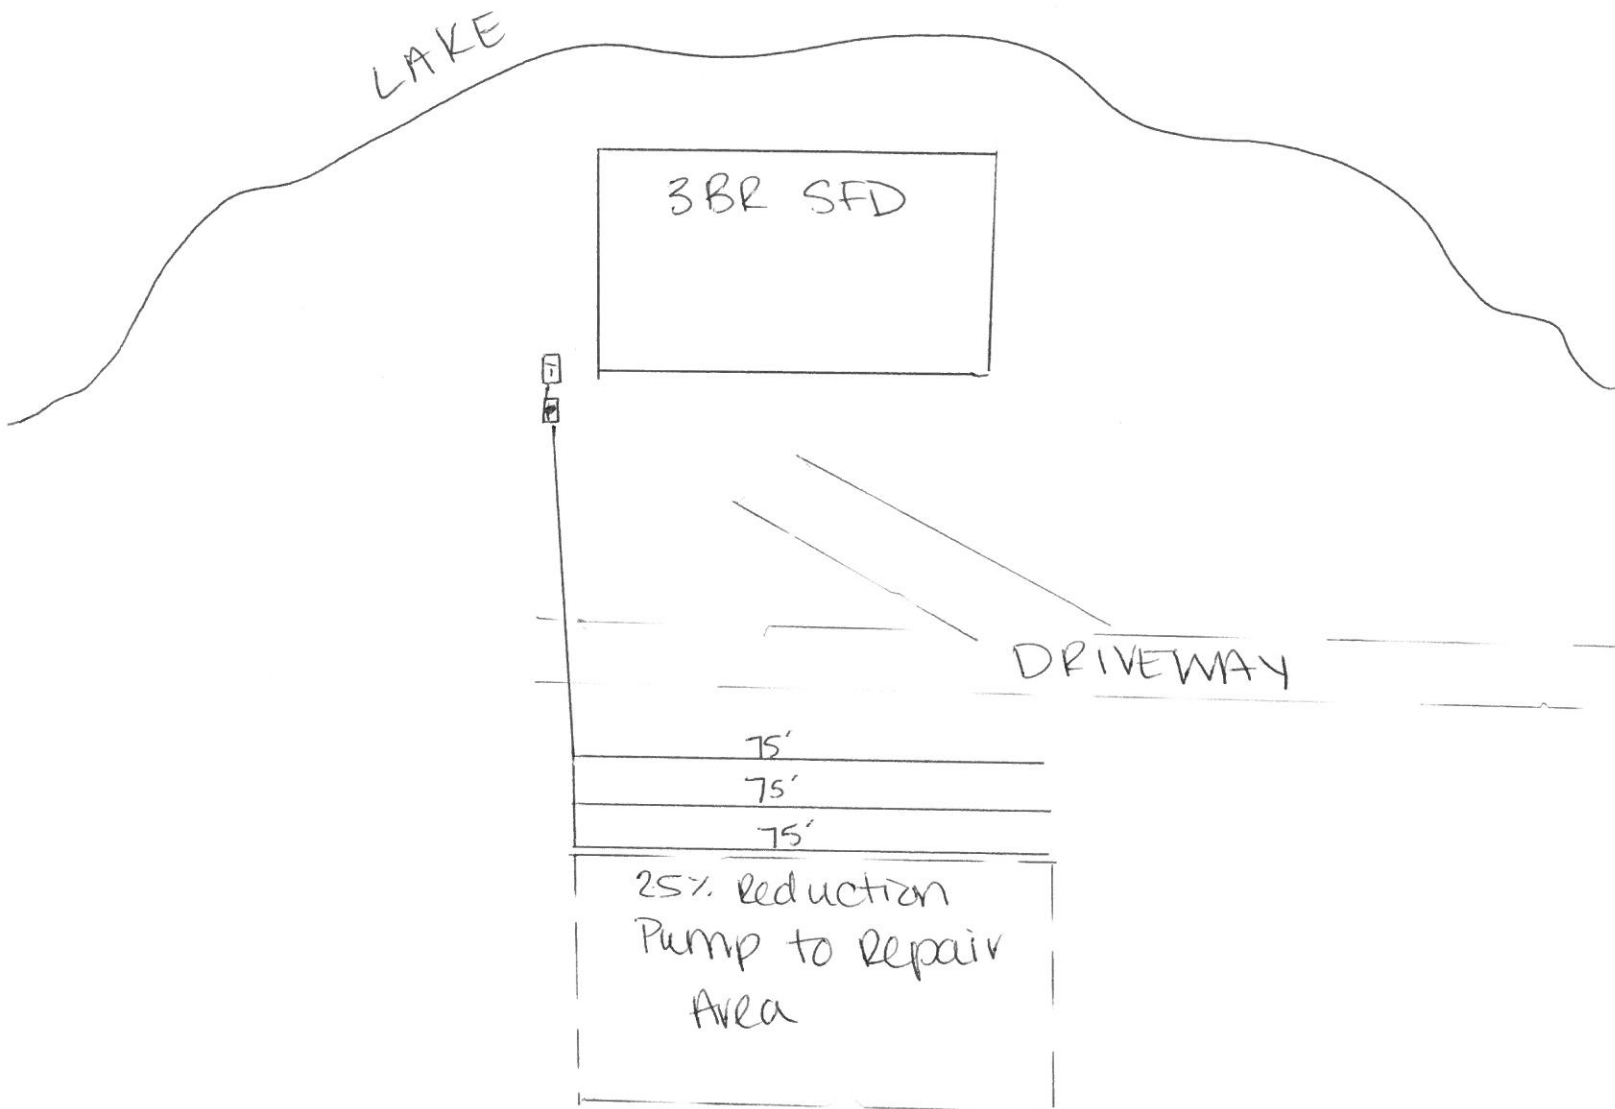 LAKE
3BR SFD
T
P
DRIVEWAY
75'
75'
75'
25% Reduction
Pump to Repair
Area